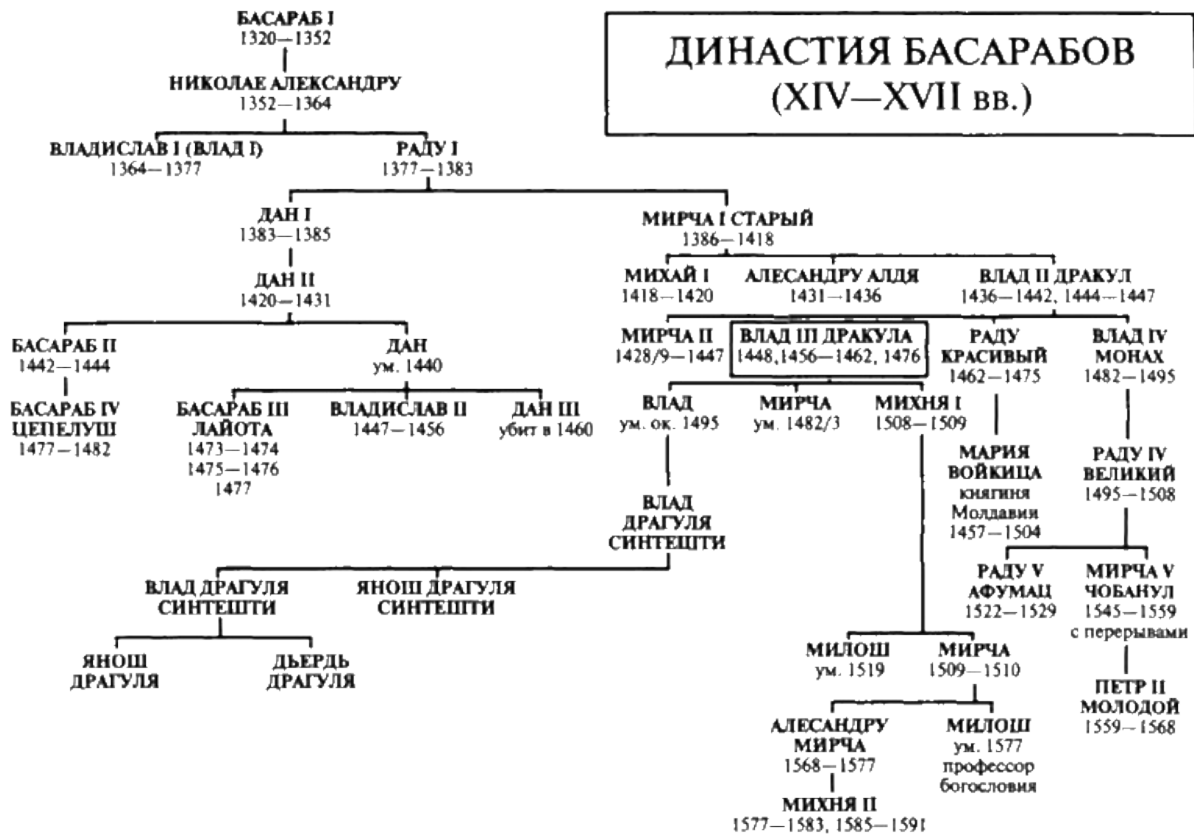 ДИНАСТИЯ БАСАРАБОВ
(XIV—XVII вв.)
БАСАРАБ I
1320—1352
НИКОЛАЕ АЛЕКСАНДРУ
1352—1364
ВЛАДИСЛАВ I (ВЛАД I)
1364—1377
РАДУ I
1377—1383
ДАН I
1383—1385
МИРЧА I СТАРЫЙ
1386—1418
ДАН II
1420—1431
МИХАЙ I
1418—1420
АЛЕСАНДРУ АЛДЯ
1431—1436
ВЛАД II ДРАКУЛ
1436—1442, 1444—1447
БАСАРАБ II
1442—1444
ДАН
ум. 1440
МИРЧА II
1428/9—1447
ВЛАД III ДРАКУЛА
1448, 1456—1462, 1476
РАДУ
КРАСИВЫЙ
1462—1475
ВЛАД IV
МОНАХ
1482—1495
БАСАРАБ IV
ЦЕПЕЛУШ
1477—1482
БАСАРАБ III
ЛАЙОТА
1473—1474
1475—1476
1477
ВЛАДИСЛАВ II
1447—1456
ДАН III
убит в 1460
ВЛАД
ум. ок. 1495
МИРЧА
ум. 1482/3
МИХНЯ I
1508—1509
МАРИЯ
ВОЙКИЦА
княгиня
Молдавии
1457—1504
РАДУ IV
ВЕЛИКИЙ
1495—1508
ВЛАД
ДРАГУЛЯ
СИНТЕШТИ
ВЛАД ДРАГУЛЯ
СИНТЕШТИ
ЯНОШ ДРАГУЛЯ
СИНТЕШТИ
РАДУ V
АФУМАЦ
1522—1529
МИРЧА V
ЧОБАНУЛ
1545—1559
с перерывами
ЯНОШ
ДРАГУЛЯ
ДЬЕРДЬ
ДРАГУЛЯ
МИЛОШ
ум. 1519
МИРЧА
1509—1510
ПЕТР II
МОЛОДОЙ
1559—1568
АЛЕСАНДРУ
МИРЧА
1568—1577
МИЛОШ
ум. 1577
профессор
богословия
МИХНЯ II
1577—1583, 1585—1591